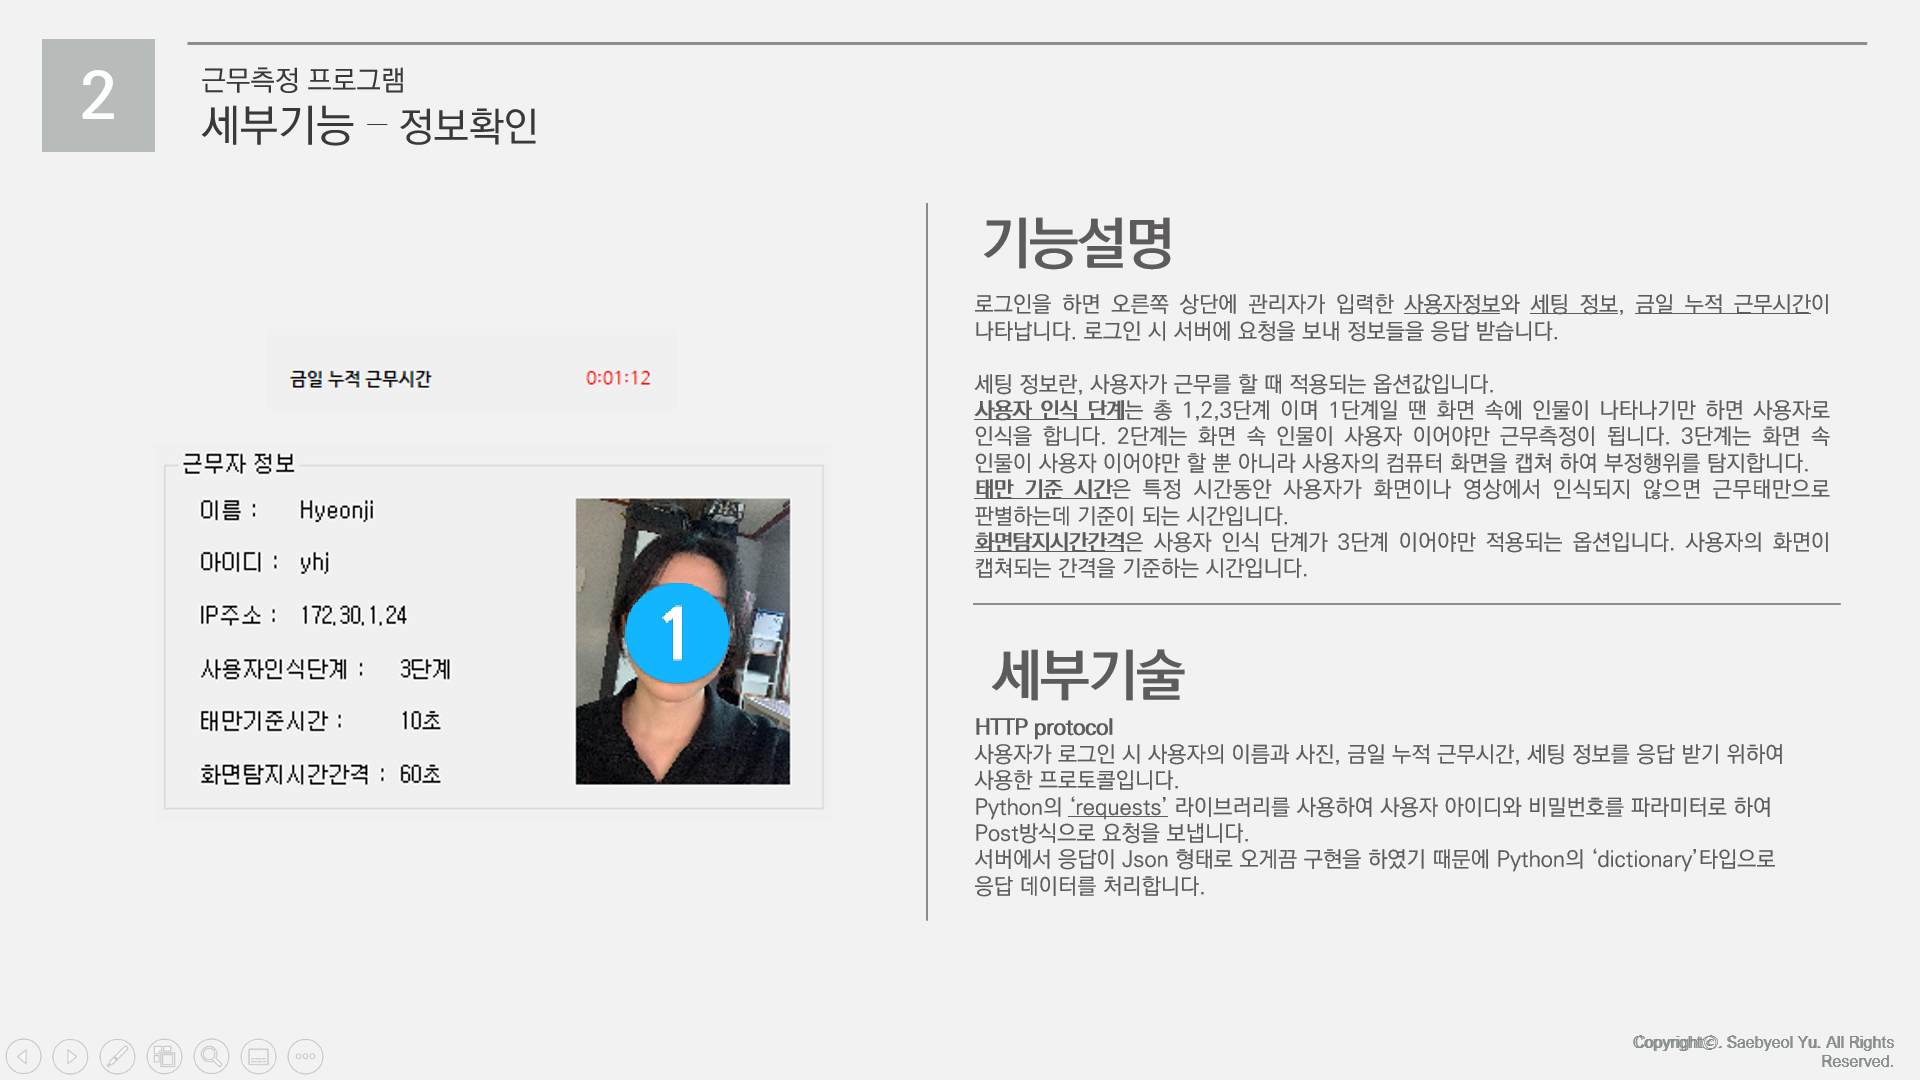 2
근무측정 프로그램
세부기능 – 정보확인
금일 누적 근무시간 0:01:12
근무자 정보
이름 : Hyeonji
아이디 : yhj
IP주소 : 172.30.1.24
사용자인식단계 : 3단계
태만기준시간 : 10초
화면탐지시간간격 : 60초
1
기능설명
로그인을 하면 오른쪽 상단에 관리자가 입력한 사용자정보와 세팅 정보, 금일 누적 근무시간이
나타납니다. 로그인 시 서버에 요청을 보내 정보들을 응답 받습니다.
세팅 정보란, 사용자가 근무를 할 때 적용되는 옵션값입니다.
사용자 인식 단계는 총 1,2,3단계 이며 1단계일 땐 화면 속에 인물이 나타나기만 하면 사용자로
인식을 합니다. 2단계는 화면 속 인물이 사용자 이어야만 근무측정이 됩니다. 3단계는 화면 속
인물이 사용자 이어야만 할 뿐 아니라 사용자의 컴퓨터 화면을 캡쳐 하여 부정행위를 탐지합니다.
태만 기준 시간은 특정 시간동안 사용자가 화면이나 영상에서 인식되지 않으면 근무태만으로
판별하는데 기준이 되는 시간입니다.
화면탐지시간간격은 사용자 인식 단계가 3단계 이어야만 적용되는 옵션입니다. 사용자의 화면이
캡쳐되는 간격을 기준하는 시간입니다.
세부기술
HTTP protocol
사용자가 로그인 시 사용자의 이름과 사진, 금일 누적 근무시간, 세팅 정보를 응답 받기 위하여
사용한 프로토콜입니다.
Python의 ‘requests’ 라이브러리를 사용하여 사용자 아이디와 비밀번호를 파라미터로 하여
Post방식으로 요청을 보냅니다.
서버에서 응답이 Json 형태로 오게끔 구현을 하였기 때문에 Python의 ‘dictionary’타입으로
응답 데이터를 처리합니다.
Copyright©. Saebyeol Yu. All Rights
Reserved.